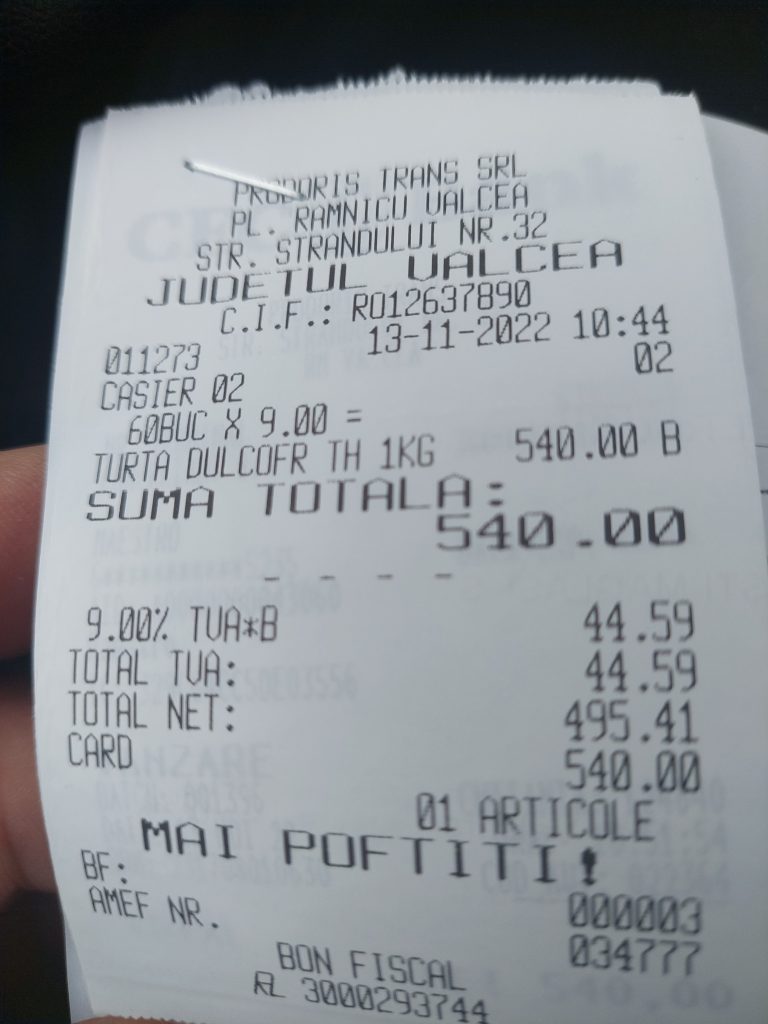 PRODORIS TRANS SRL
PL. RAMNICU VALCEA
STR. STRANDULUI NR.32
JUDETUL VALCEA
C.I.F.: RO12637890
011273 13-11-2022 10:44
CASIER 02 02
60BUC X 9.00 =
TURTA DULCOFR TH 1KG 540.00 B
SUMA TOTALA:
540.00
- - - -
9.00% TVA*B 44.59
TOTAL TVA: 44.59
TOTAL NET: 495.41
CARD 540.00
01 ARTICOLE
MAI POFTITI!
BF: 000003
AMEF NR. 034777
BON FISCAL
RL 3000293744